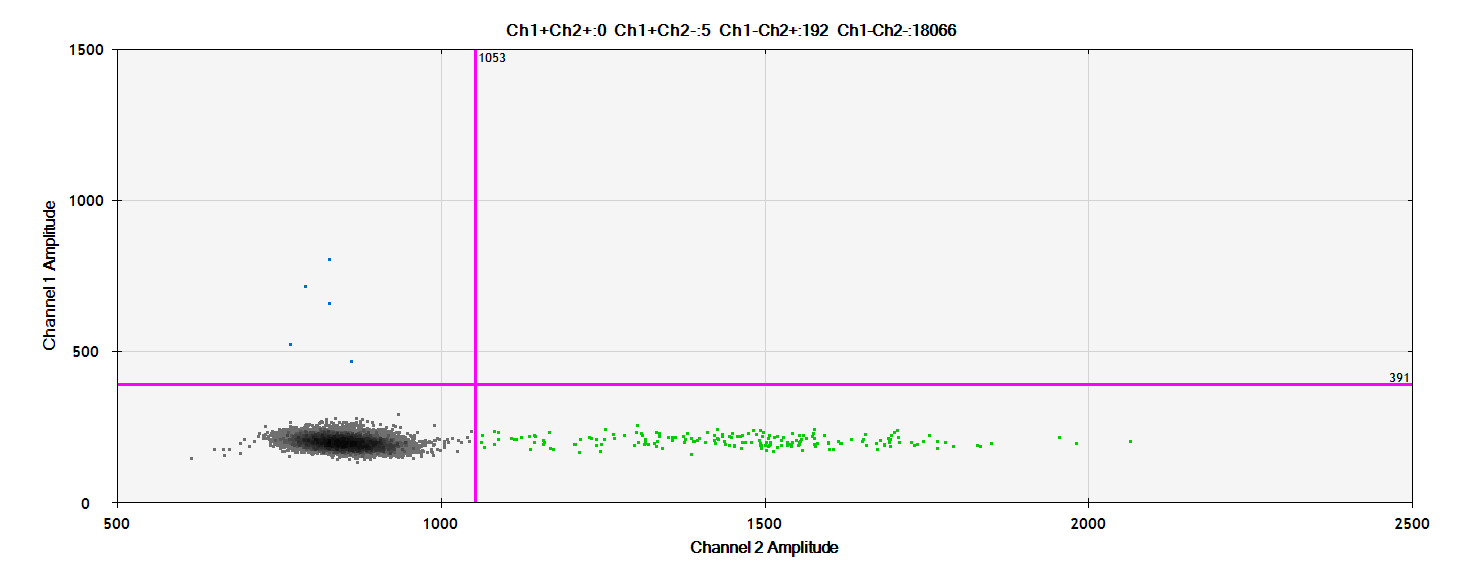 Ch1+Ch2+:0 Ch1+Ch2-:5 Ch1-Ch2+:192 Ch1-Ch2-:18066
1500
1053
1000
Channel 1 Amplitude
500
391
0
500 1000 1500 2000 2500
Channel 2 Amplitude